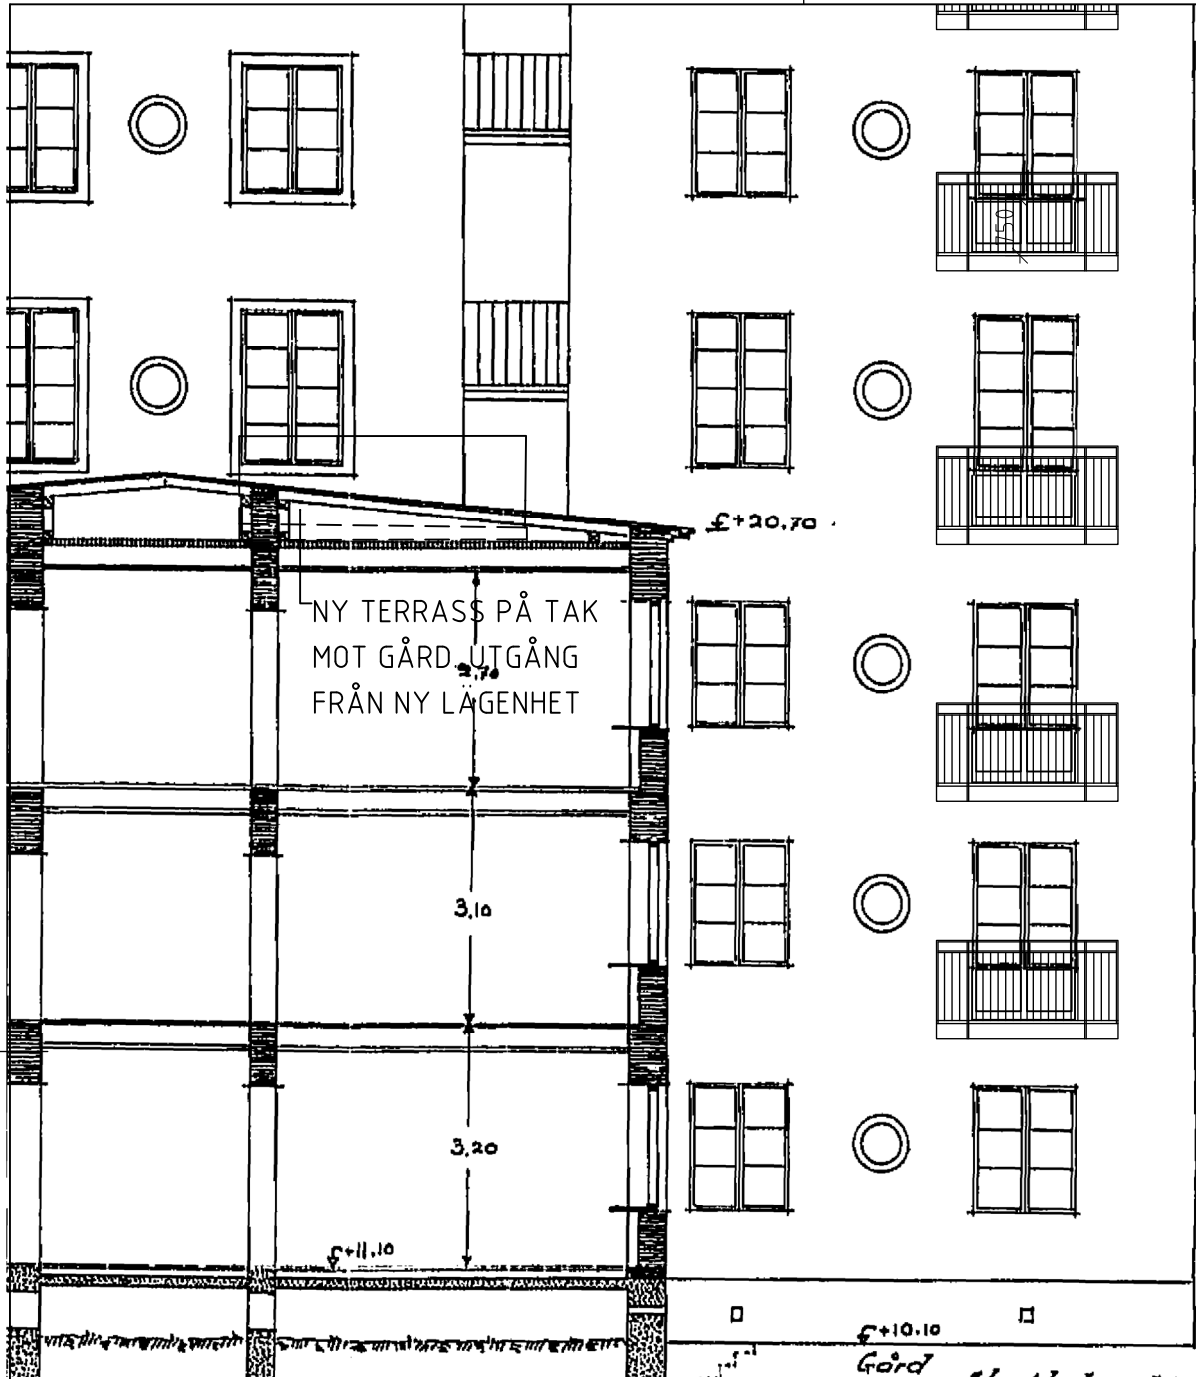 750
+20.70
NY TERRASS PÅ TAK
MOT GÅRD. UTGÅNG
2,70
FRÅN NY LÄGENHET
3,10
3,20
+11.10
+10.10
Gård